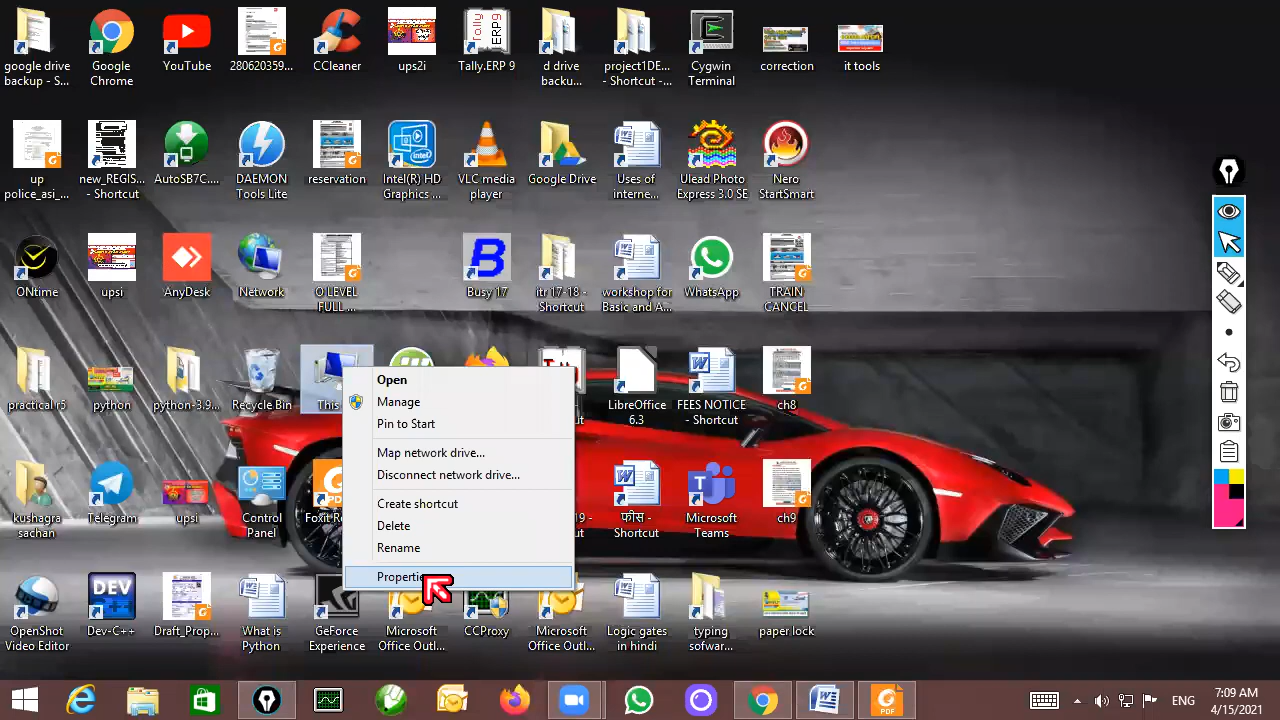 google drive
backup - S...
Google
Chrome
YouTube
280620359...
CCleaner
ups2i
Tally.ERP 9
d drive
backu...
project1DE...
- Shortcut -...
Cygwin
Terminal
correction
it tools
up
police_asi_...
new_REGIS...
- Shortcut
AutoSB7C....
DAEMON
Tools Lite
reservation
Intel(R) HD
Graphics ...
VLC media
player
Google Drive
Uses of
interne...
Ulead Photo
Express 3.0 SE
Nero
StartSmart
ONtime
upsi
AnyDesk
Network
O LEVEL
FULL ...
Busy 17
itr 17-18 -
Shortcut
workshop for
Basic and A...
WhatsApp
TRAIN
CANCEL
practical r5
python
python-3.9...
Recycle Bin
This
LibreOffice
6.3
FEES NOTICE
- Shortcut
ch8
Open
Manage
Pin to Start
Map network drive...
Disconnect network drive...
Create shortcut
Delete
Rename
Properti
kushagra
sachan
Telegram
upsi
Control
Panel
Foxit R
19 -
फीस -
Shortcut
Microsoft
Teams
ch9
OpenShot
Video Editor
Dev-C++
Draft_Prop...
What is
Python
GeForce
Experience
Microsoft
Office Outl...
CCProxy
Microsoft
Office Outl...
Logic gates
in hindi
typing
sofwar...
paper lock
ENG
7:09 AM
4/15/2021